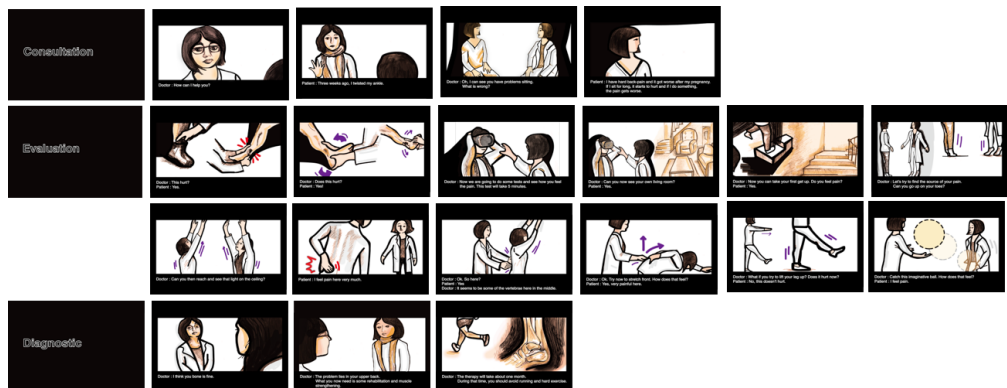 Consultation
Doctor : How can I help you?
Patient : Three weeks ago, I twisted my ankle.
Doctor : Oh, I can see you have problems sitting.
What is wrong?
Patient : I have hard back-pain and it got worse after my pregnancy.
If I sit for long, it starts to hurt and if I do something,
the pain gets worse.
Evaluation
Doctor : This hurt?
Patient : Yes.
Doctor : Does this hurt?
Patient : Yes!
Doctor : Now we are going to do some tests and see how you feel
the pain. This test will take 5 minutes.
Doctor : Can you now see your own living room?
Patient : Yes.
Doctor : Now you can take your first get up. Do you feel pain?
Patient : Yes.
Doctor : Let's try to find the source of your pain.
Can you go up on your toes?
Doctor : Can you then reach and see that light on the ceiling?
Patient : I feel pain here very much.
Doctor : Ok. So here?
Patient : Yes
Doctor : It seems to be some of the vertebrae here in the middle.
Doctor : Ok. Try now to stretch front. How does that feel?
Patient : Yes, very painful here.
Doctor : What if you try to lift your leg up? Does it hurt now?
Patient : No, this doesn't hurt.
Doctor : Catch this imaginative ball. How does that feel?
Patient : I feel pain.
Diagnostic
Doctor : I think you bone is fine.
Doctor : The problem lies in your upper back.
What you now need is some rehabilitation and muscle
strengthening.
Doctor : The therapy will take about one month.
During that time, you should avoid running and hard exercise.